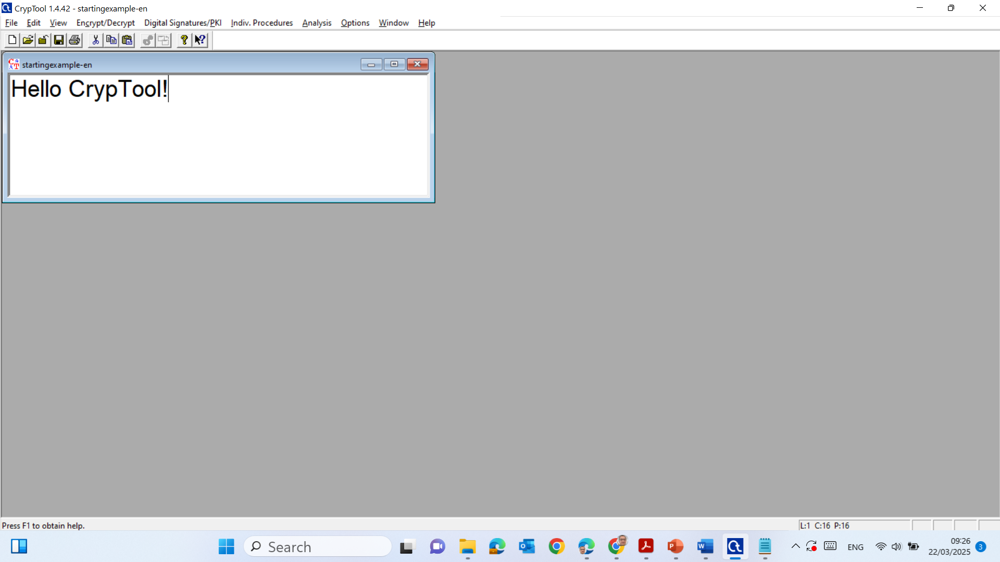 CrypTool 1.4.42 - startingexample-en
File Edit View Encrypt/Decrypt Digital Signatures/PKI Indiv. Procedures Analysis Options Window Help
startingexample-en
Hello CrypTool!
Press F1 to obtain help.
L:1 C:16 P:16
Search
ENG
09:26
22/03/2025
3